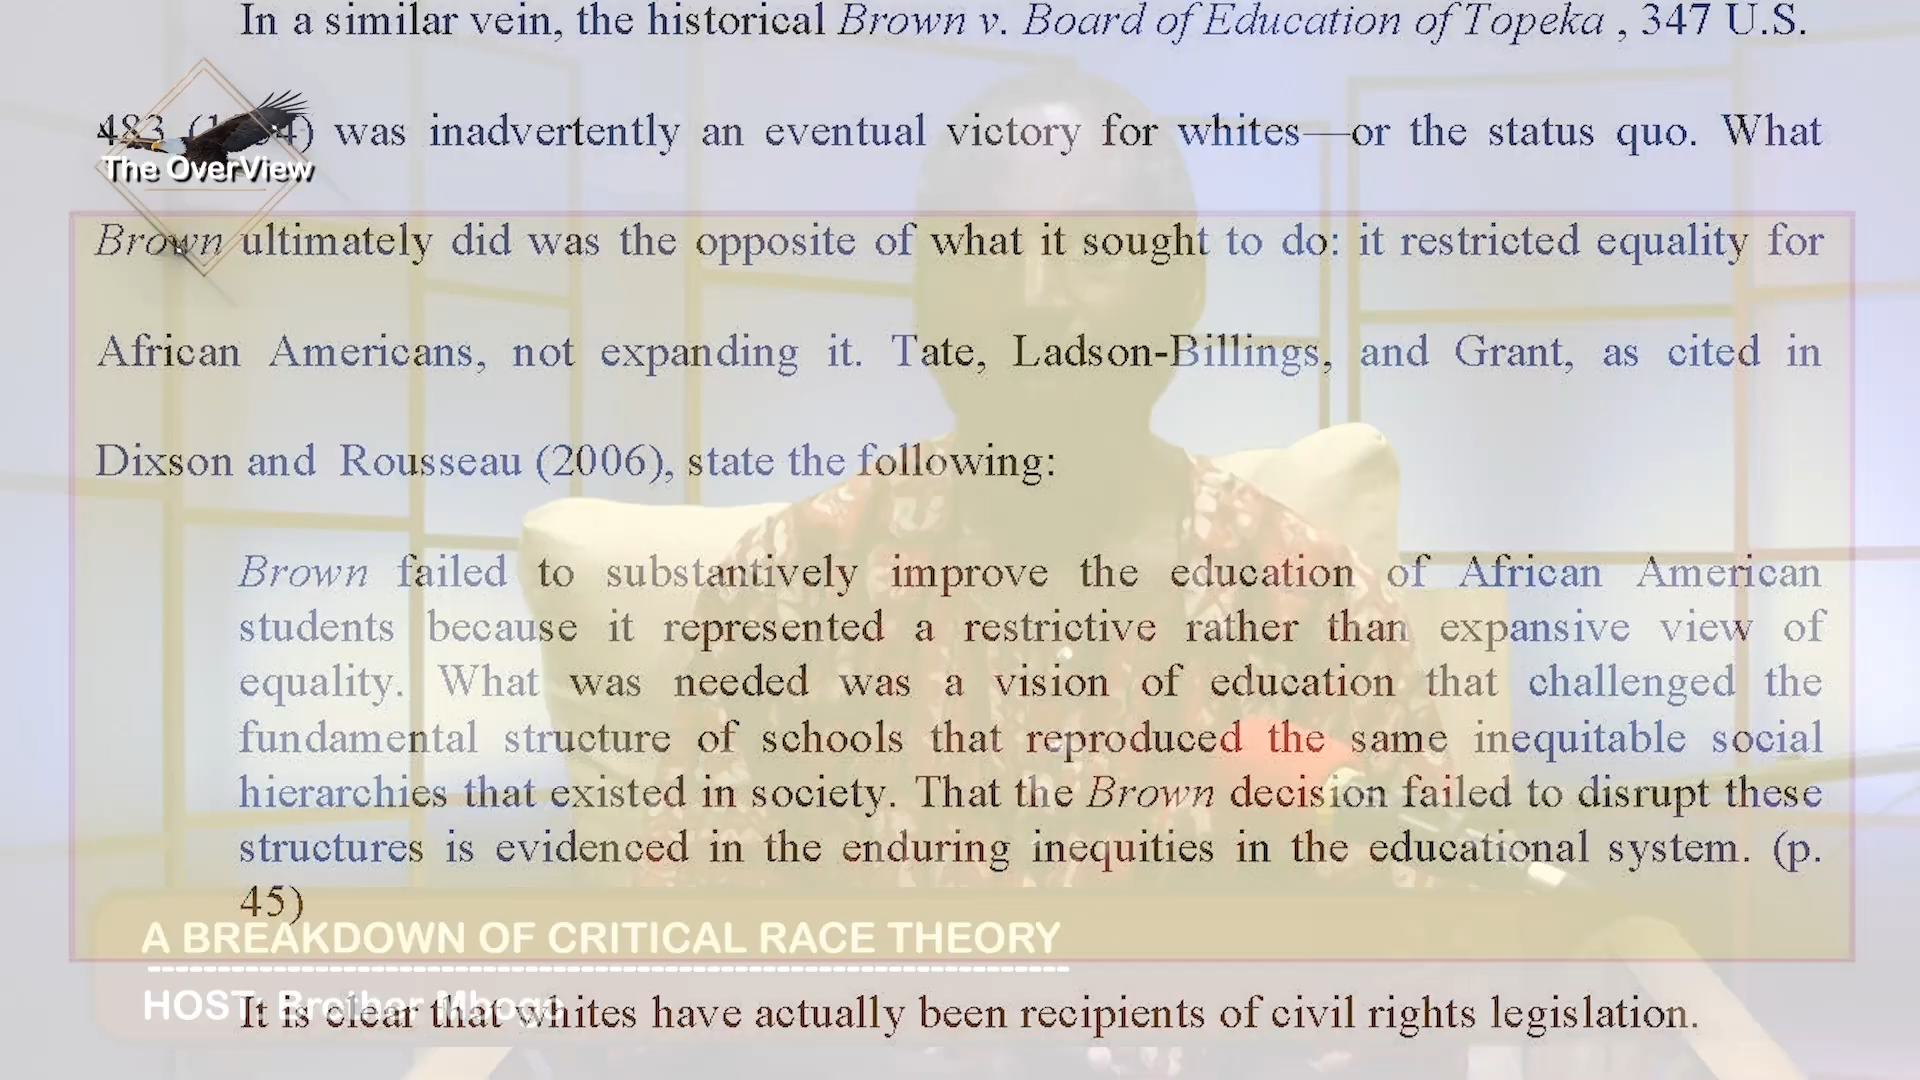 In a similar vein, the historical Brown v. Board of Education of Topeka , 347 U.S.
483 (1954) was inadvertently an eventual victory for whites—or the status quo. What
The OverView
Brown ultimately did was the opposite of what it sought to do: it restricted equality for
African Americans, not expanding it. Tate, Ladson-Billings, and Grant, as cited in
Dixson and Rousseau (2006), state the following:
Brown failed to substantively improve the education of African American
students because it represented a restrictive rather than expansive view of
equality. What was needed was a vision of education that challenged the
fundamental structure of schools that reproduced the same inequitable social
hierarchies that existed in society. That the Brown decision failed to disrupt these
structures is evidenced in the enduring inequities in the educational system. (p.
45)
A BREAKDOWN OF CRITICAL RACE THEORY
HOST: Brother
It is clear that whites have actually been recipients of civil rights legislation.